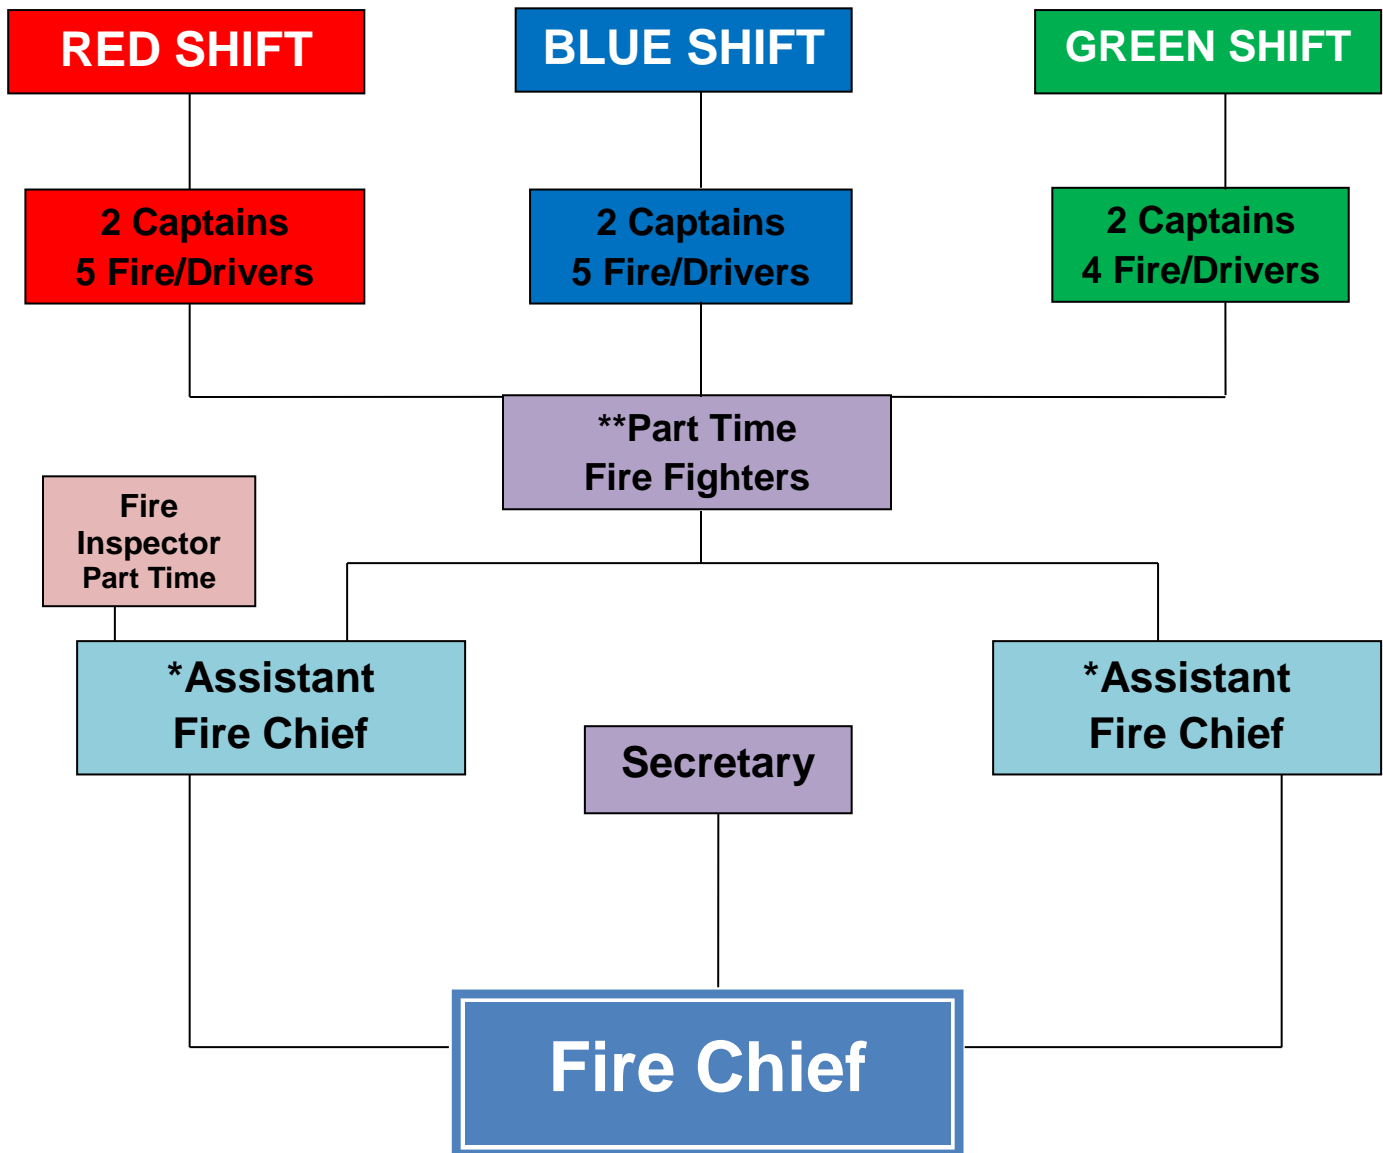 RED SHIFT
BLUE SHIFT
GREEN SHIFT
2 Captains
5 Fire/Drivers
2 Captains
5 Fire/Drivers
2 Captains
4 Fire/Drivers
**Part Time
Fire Fighters
Fire
Inspector
Part Time
*Assistant
Fire Chief
*Assistant
Fire Chief
Secretary
Fire Chief